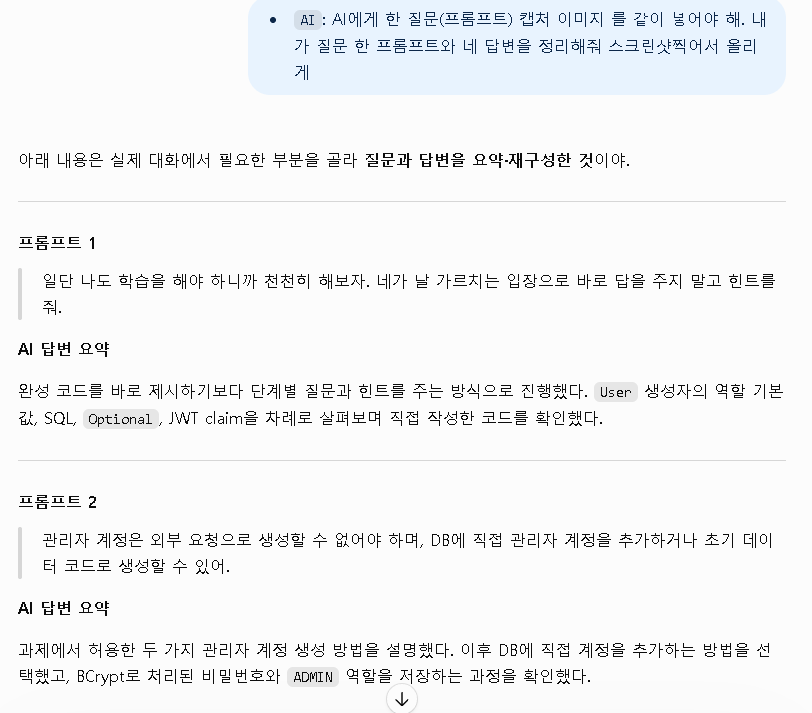 AI: AI에게 한 질문(프롬프트) 캡처 이미지 를 같이 넣어야 해. 내
가 질문 한 프롬프트와 네 답변을 정리해줘 스크린샷찍어서 올리
게
아래 내용은 실제 대화에서 필요한 부분을 골라 질문과 답변을 요약·재구성한 것이야.
프롬프트 1
일단 나도 학습을 해야 하니까 천천히 해보자. 네가 날 가르치는 입장으로 바로 답을 주지 말고 힌트를
줘.
AI 답변 요약
완성 코드를 바로 제시하기보다 단계별 질문과 힌트를 주는 방식으로 진행했다. User 생성자의 역할 기본
값, SQL, Optional, JWT claim을 차례로 살펴보며 직접 작성한 코드를 확인했다.
프롬프트 2
관리자 계정은 외부 요청으로 생성할 수 없어야 하며, DB에 직접 관리자 계정을 추가하거나 초기 데이
터 코드로 생성할 수 있어.
AI 답변 요약
과제에서 허용한 두 가지 관리자 계정 생성 방법을 설명했다. 이후 DB에 직접 계정을 추가하는 방법을 선
택했고, BCrypt로 처리된 비밀번호와 ADMIN 역할을 저장하는 과정을 확인했다.